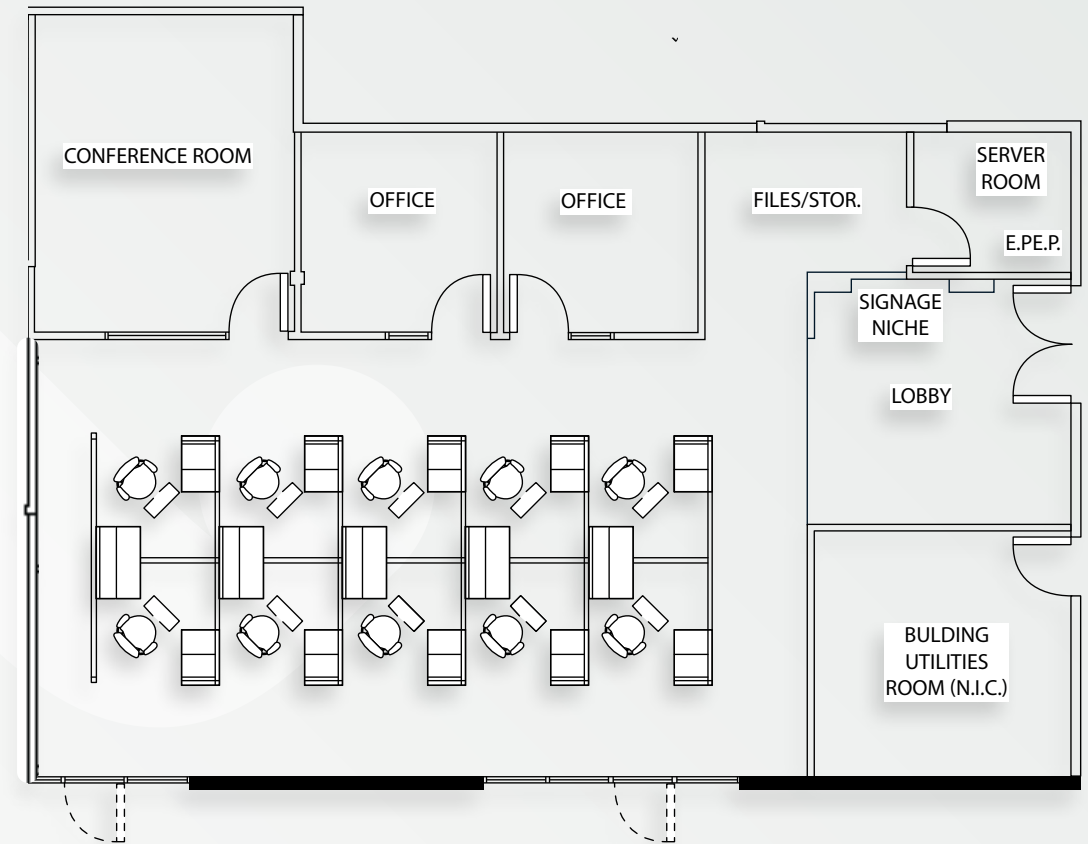 CONFERENCE ROOM
OFFICE
OFFICE
FILES/STOR.
SERVER
ROOM
E.PE.P.
SIGNAGE
NICHE
LOBBY
BULDING
UTILITIES
ROOM (N.I.C.)